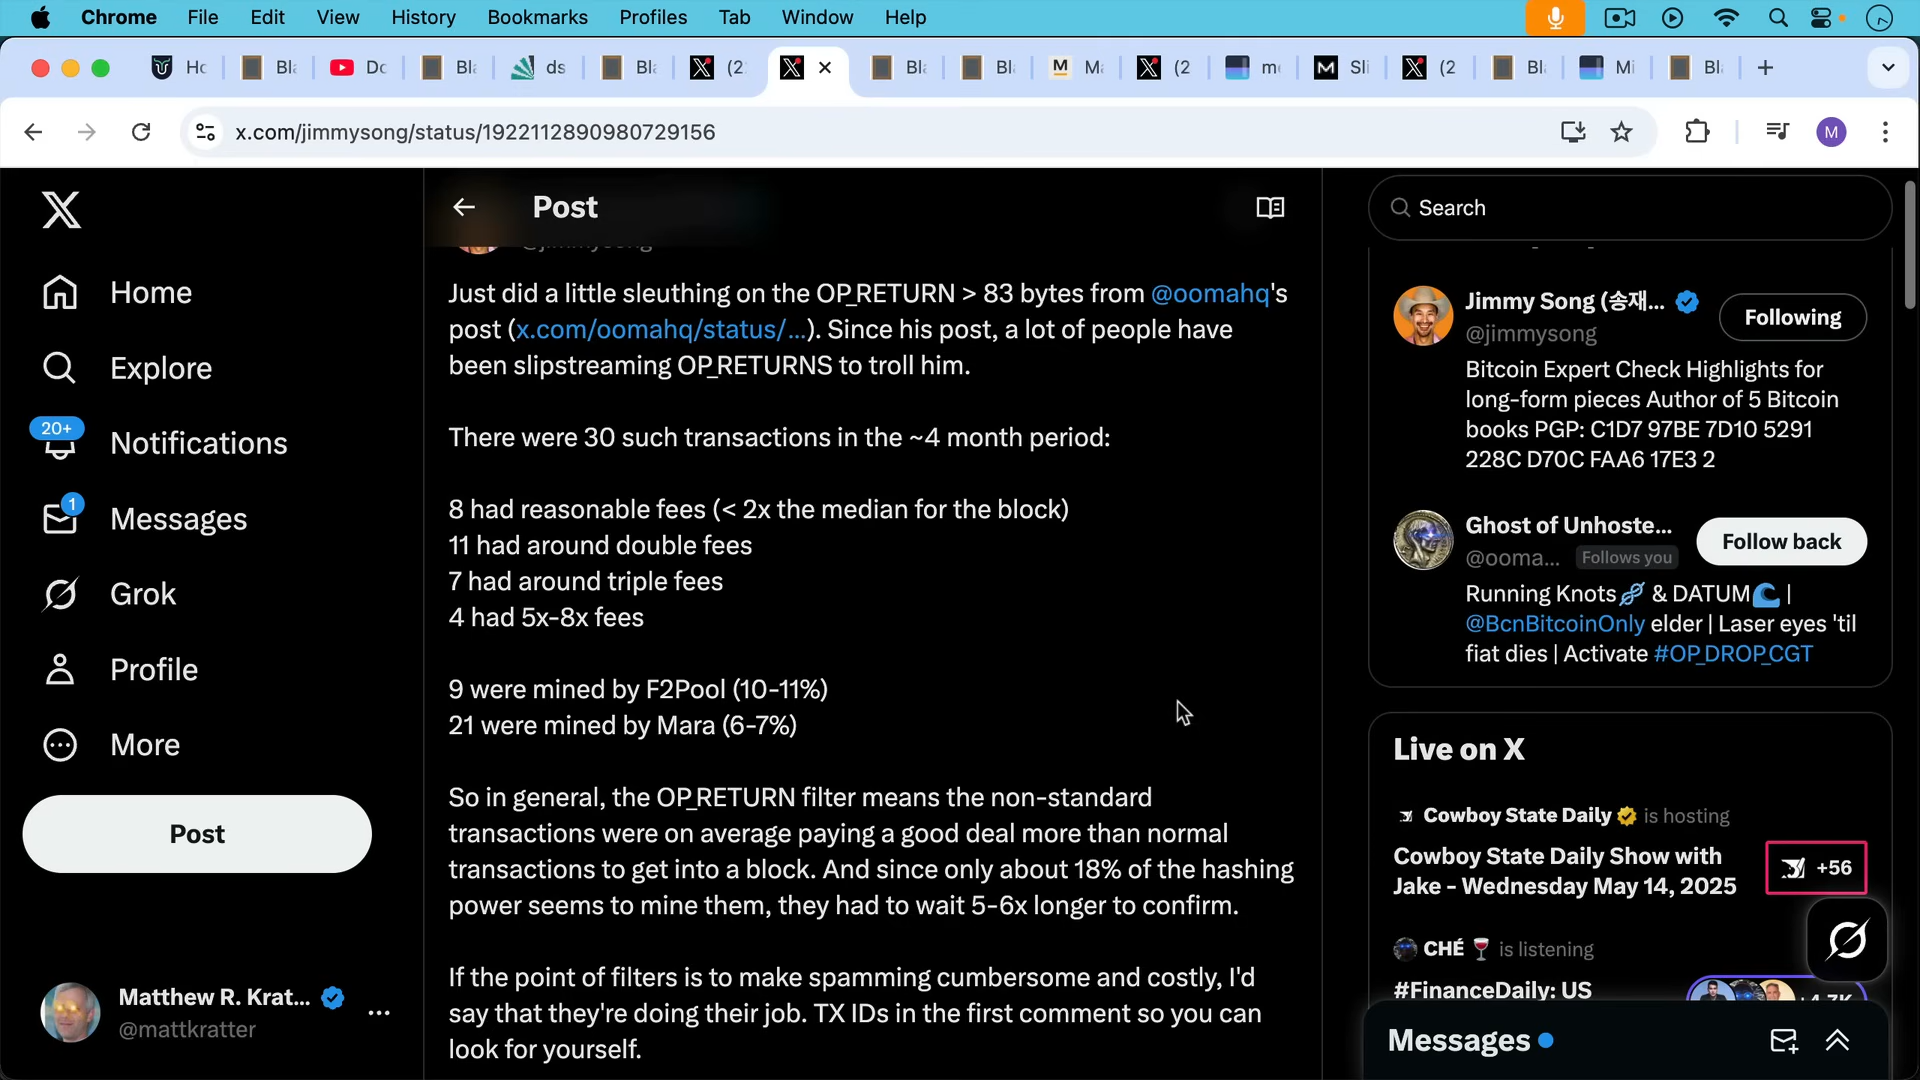 Chrome File Edit View History Bookmarks Profiles Tab Window Help
Hc Bl Dc Bl ds Bl (2 Bl Bl M (2 m Sli (2 Bl Mi Bl
x.com/jimmysong/status/1922112890980729156
M
Home
Explore
20+
Notifications
1
Messages
Grok
Profile
More
Post
Matthew R. Krat...
@mattkratter
Post
@jimmysong
Just did a little sleuthing on the OP_RETURN > 83 bytes from @oomahq's
post (x.com/oomahq/status/...). Since his post, a lot of people have
been slipstreaming OP_RETURNS to troll him.
There were 30 such transactions in the ~4 month period:
8 had reasonable fees (< 2x the median for the block)
11 had around double fees
7 had around triple fees
4 had 5x-8x fees
9 were mined by F2Pool (10-11%)
21 were mined by Mara (6-7%)
So in general, the OP_RETURN filter means the non-standard
transactions were on average paying a good deal more than normal
transactions to get into a block. And since only about 18% of the hashing
power seems to mine them, they had to wait 5-6x longer to confirm.
If the point of filters is to make spamming cumbersome and costly, I'd
say that they're doing their job. TX IDs in the first comment so you can
look for yourself.
Search
Jimmy Song (송재...
@jimmysong
Following
Bitcoin Expert Check Highlights for
long-form pieces Author of 5 Bitcoin
books PGP: C1D7 97BE 7D10 5291
228C D70C FAA6 17E3 2
Ghost of Unhoste...
@ooma... Follows you
Follow back
Running Knots & DATUM |
@BcnBitcoinOnly elder | Laser eyes 'til
fiat dies | Activate #OP_DROP_CGT
Live on X
Cowboy State Daily is hosting
Cowboy State Daily Show with
Jake - Wednesday May 14, 2025
+56
CHÉ is listening
#FinanceDaily: US
Messages